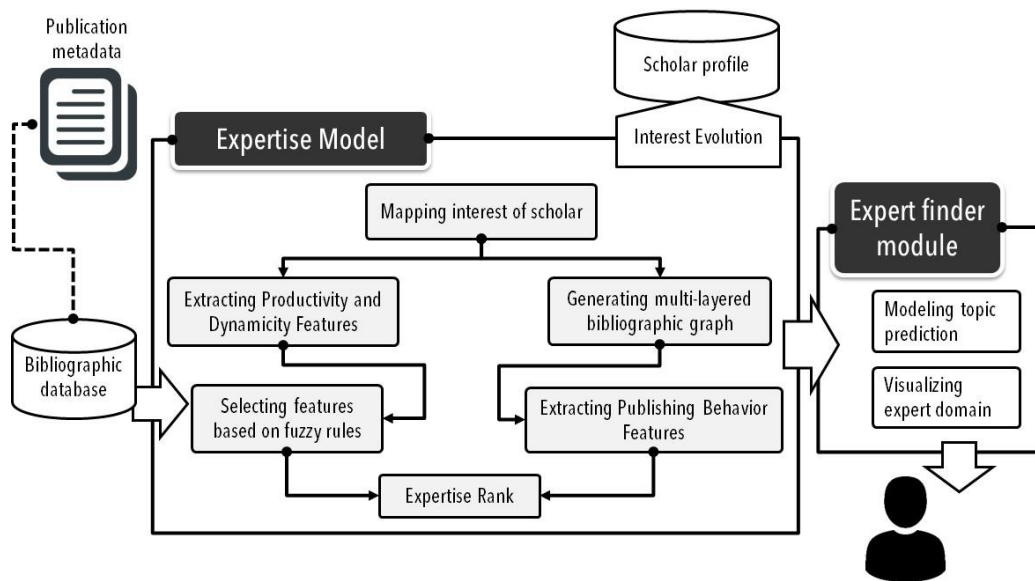 Publication
metadata
Scholar profile
Expertise Model
Interest Evolution
Mapping interest of scholar
Expert finder
module
Extracting Productivity and
Dynamicity Features
Generating multi-layered
bibliographic graph
Modeling topic
prediction
Bibliographic
database
Selecting features
based on fuzzy rules
Extracting Publishing Behavior
Features
Visualizing
expert domain
Expertise Rank